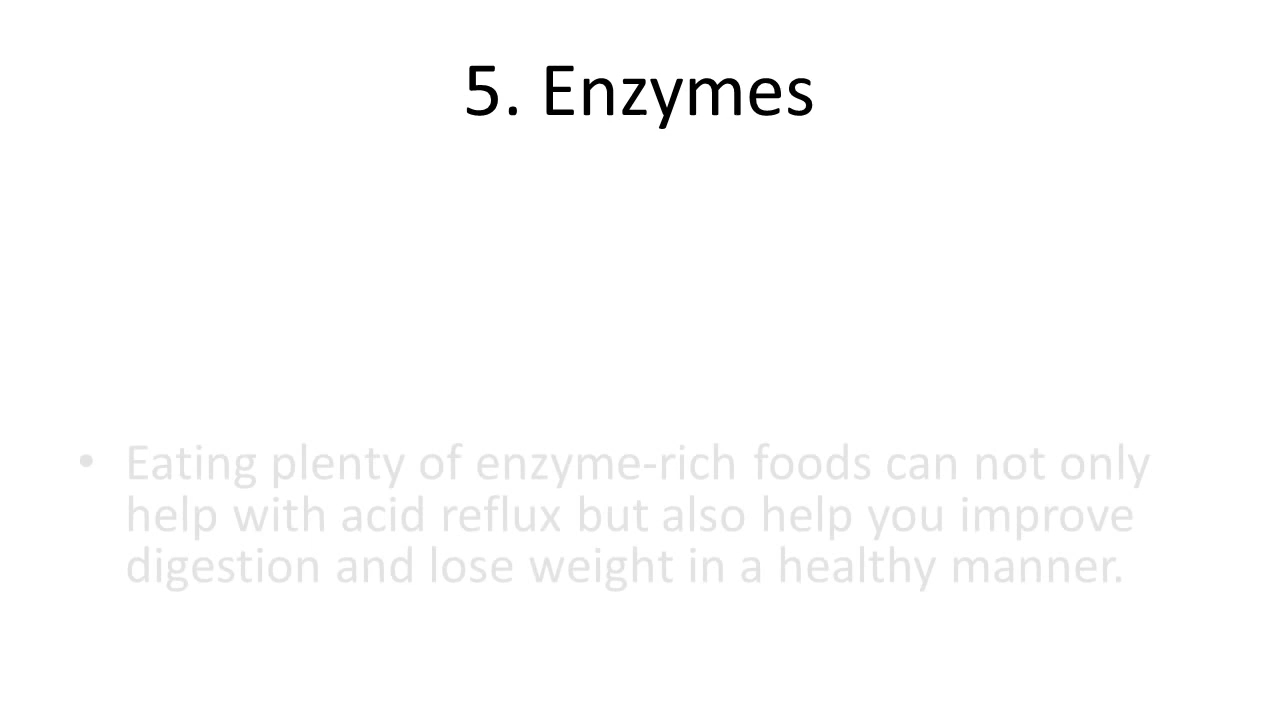 5. Enzymes
• Eating plenty of enzyme-rich foods can not only
help with acid reflux but also help you improve
digestion and lose weight in a healthy manner.